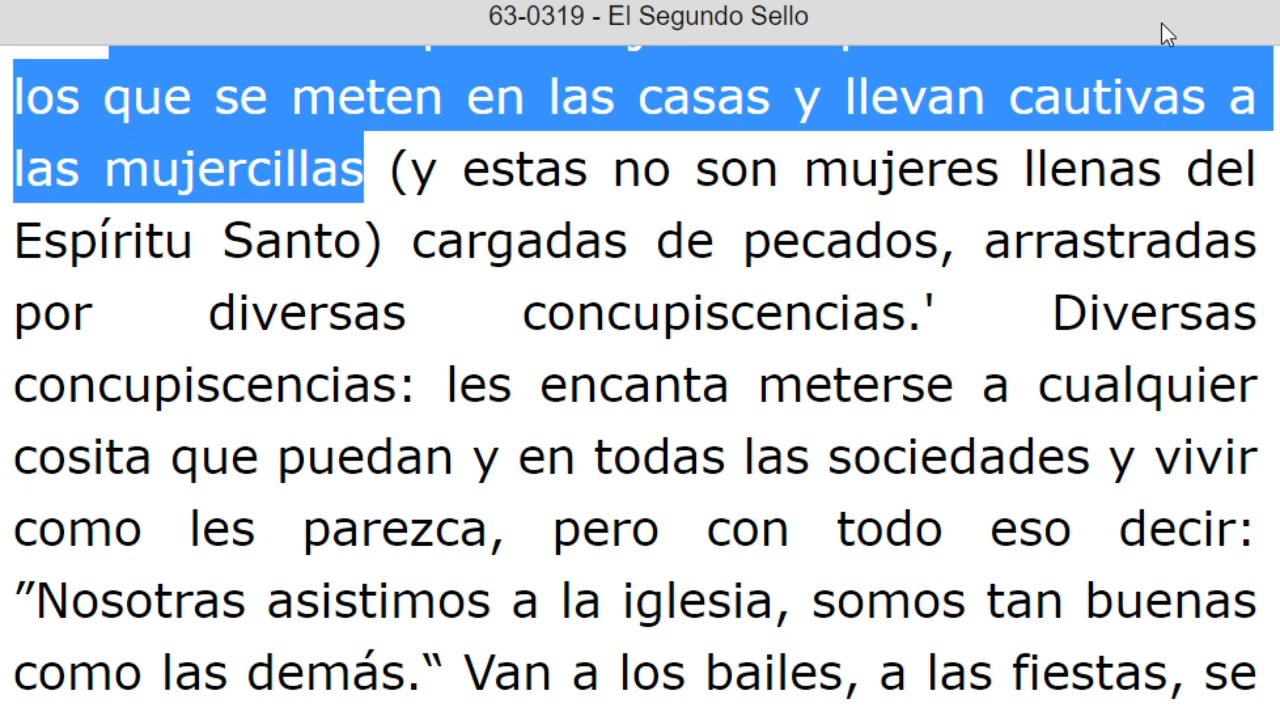 63-0319 - El Segundo Sello
los que se meten en las casas y llevan cautivas a
las mujercillas (y estas no son mujeres llenas del
Espíritu Santo) cargadas de pecados, arrastradas
por diversas concupiscencias.' Diversas
concupiscencias: les encanta meterse a cualquier
cosita que puedan y en todas las sociedades y vivir
como les parezca, pero con todo eso decir:
”Nosotras asistimos a la iglesia, somos tan buenas
como las demás.“ Van a los bailes, a las fiestas, se